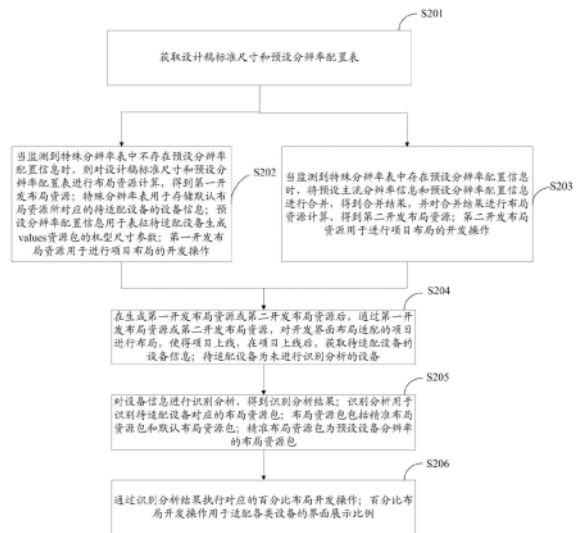 S201
获取设计稿标准尺寸和预设分辨率配置表
当监测到特殊分辨率表中不存在预设分辨率
配置信息时，则对设计稿标准尺寸和预设分
辨率配置表进行布局资源计算，得到第一开
发布局资源；特殊分辨率表用于存储默认布
局资源所对应的待适配设备的设备信息；预
设分辨率配置信息用于表征待适配设备生成
values资源包的机型尺寸参数；第一开发布
局资源用于进行项目布局的开发操作
S202
当监测到特殊分辨率表中存在预设分辨率配置信息
时，将预设主流分辨率信息和预设分辨率配置信息
进行合并，得到合并结果，并对合并结果进行布局
资源计算，得到第二开发布局资源；第二开发布局
资源用于进行项目布局的开发操作
S203
S204
在生成第一开发布局资源或第二开发布局资源后，通过第一开
发布局资源或第二开发布局资源，对开发界面布局适配的项目
进行布局，使得项目上线，在项目上线后，获取待适配设备的
设备信息；待适配设备为未进行识别分析的设备
S205
对设备信息进行识别分析，得到识别分析结果；识别分析用于
识别待适配设备对应的布局资源包；布局资源包包括精准布局
资源包和默认布局资源包；精准布局资源包为预设设备分辨率
的布局资源包
S206
通过识别分析结果执行对应的百分比布局开发操作；百分比布
局开发操作用于适配各类设备的界面展示比例